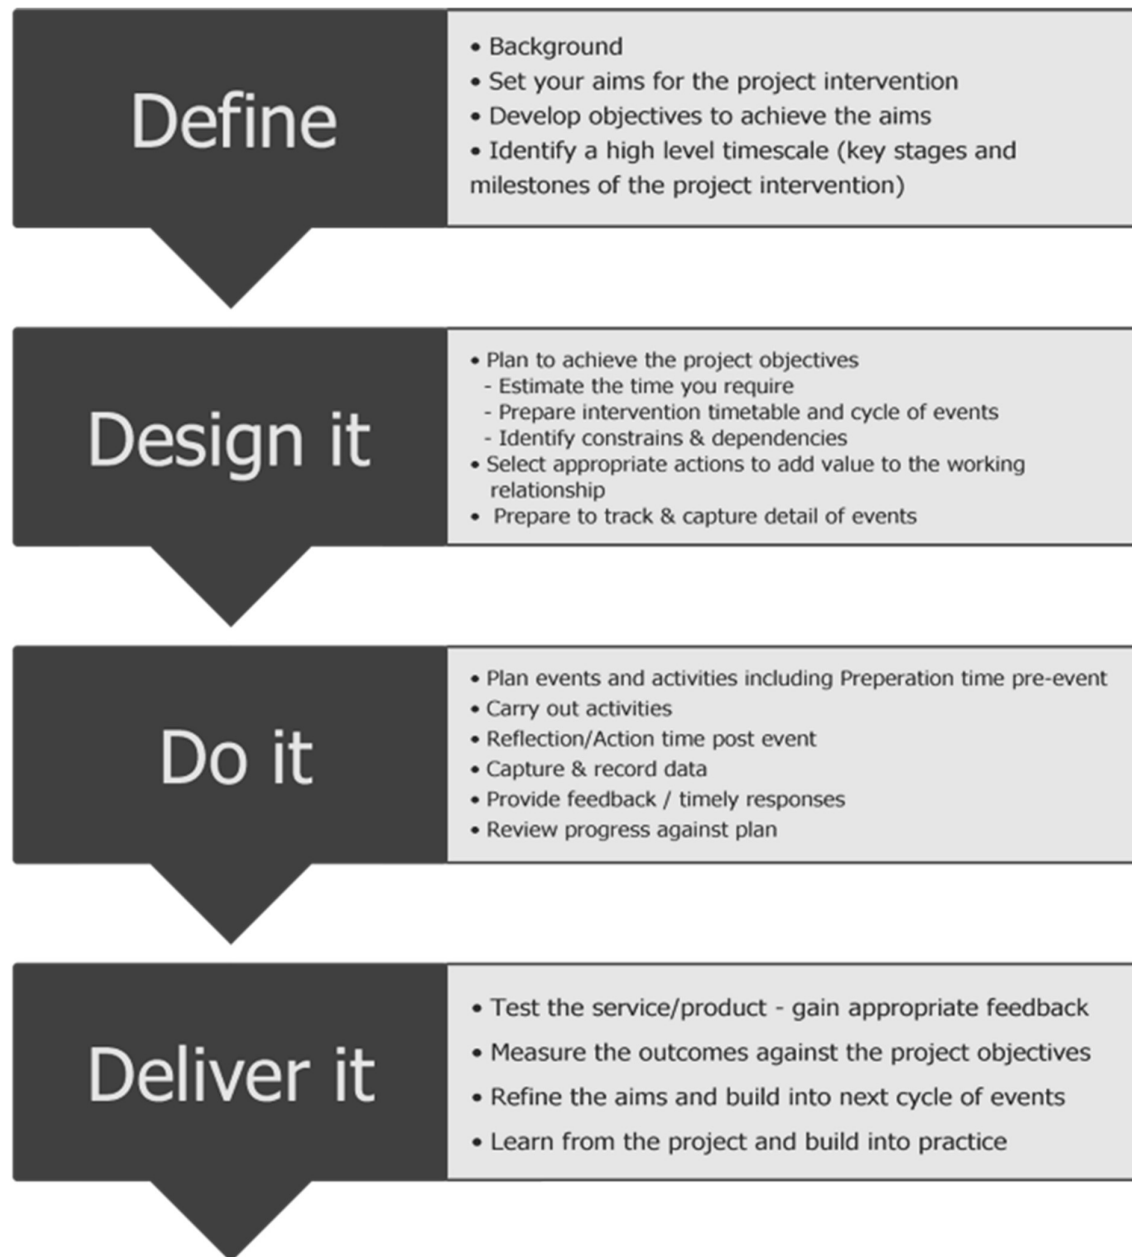 Define
• Background
• Set your aims for the project intervention
• Develop objectives to achieve the aims
• Identify a high level timescale (key stages and
milestones of the project intervention)
Design it
• Plan to achieve the project objectives
- Estimate the time you require
- Prepare intervention timetable and cycle of events
- Identify constrains & dependencies
• Select appropriate actions to add value to the working
relationship
• Prepare to track & capture detail of events
Do it
• Plan events and activities including Preperation time pre-event
• Carry out activities
• Reflection/Action time post event
• Capture & record data
• Provide feedback / timely responses
• Review progress against plan
Deliver it
• Test the service/product - gain appropriate feedback
• Measure the outcomes against the project objectives
• Refine the aims and build into next cycle of events
• Learn from the project and build into practice